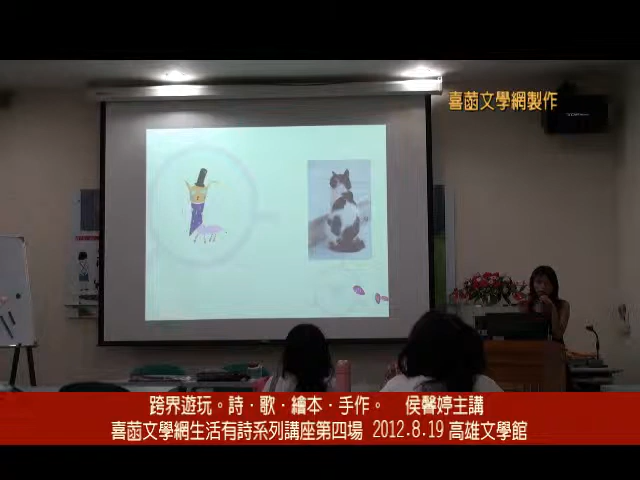 喜菡文學網製作
跨界遊玩。詩．歌．繪本．手作。 侯馨婷主講
喜菡文學網生活有詩系列講座第四場 2012.8.19 高雄文學館